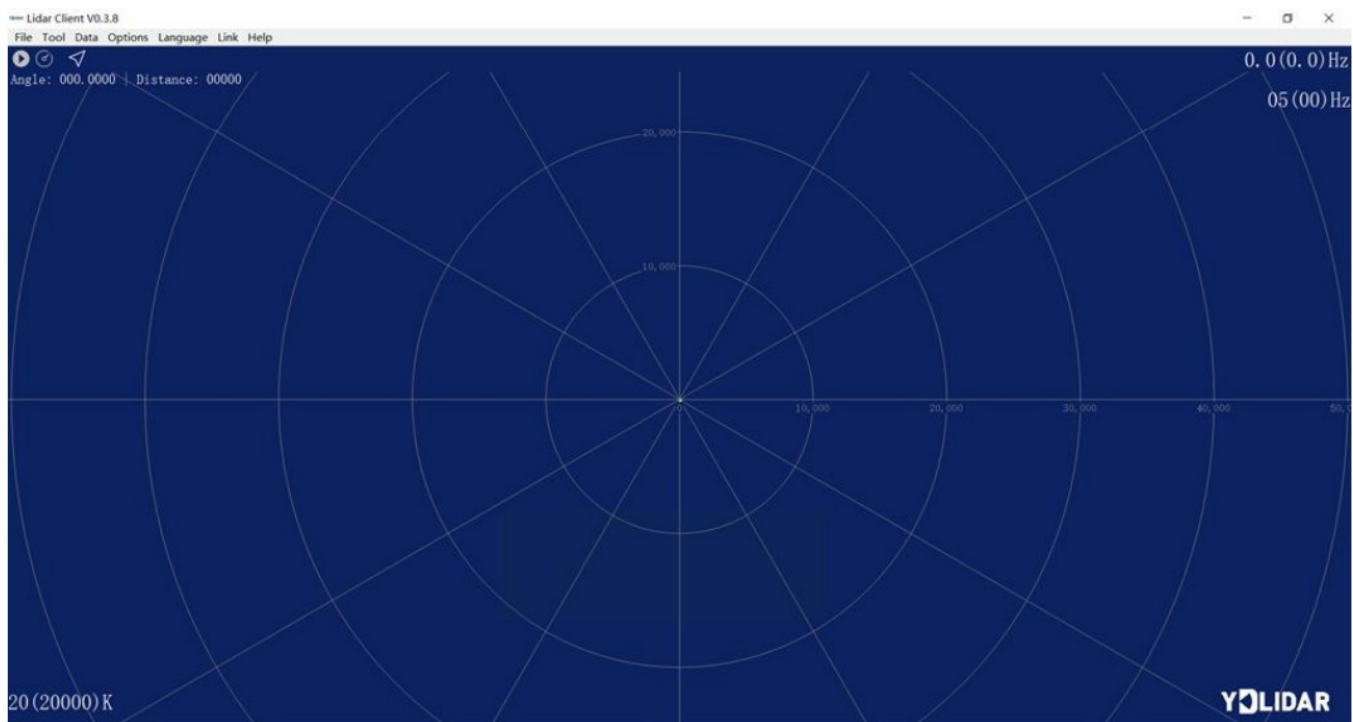 Lidar Client V0.3.8
File Tool Data Options Language Link Help
0.0(0.0)Hz
Angle: 000.0000 | Distance: 00000
05(00)Hz
20,000
10,000
0 10,000 20,000 30,000 40,000 50,
20(20000)K
YDLIDAR